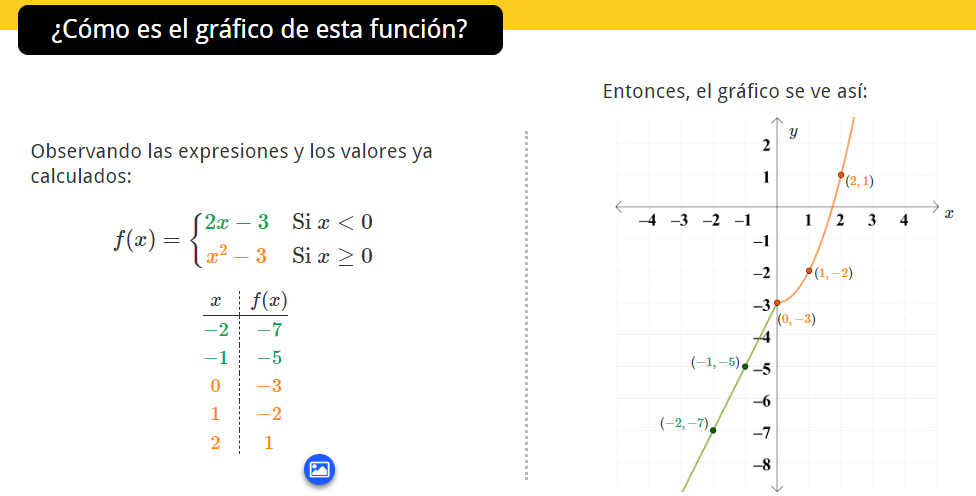 ¿Cómo es el gráfico de esta función?
Observando las expresiones y los valores ya
calculados:
f(x) = { 2x − 3 Si x < 0
x² − 3 Si x ≥ 0
x f(x)
−2 −7
−1 −5
0 −3
1 −2
2 1
Entonces, el gráfico se ve así:
y
2
1
(2, 1)
x
−4 −3 −2 −1 1 2 3 4
−1
−2
(1, −2)
−3
(0, −3)
−4
(−1, −5)
−5
−6
(−2, −7)
−7
−8